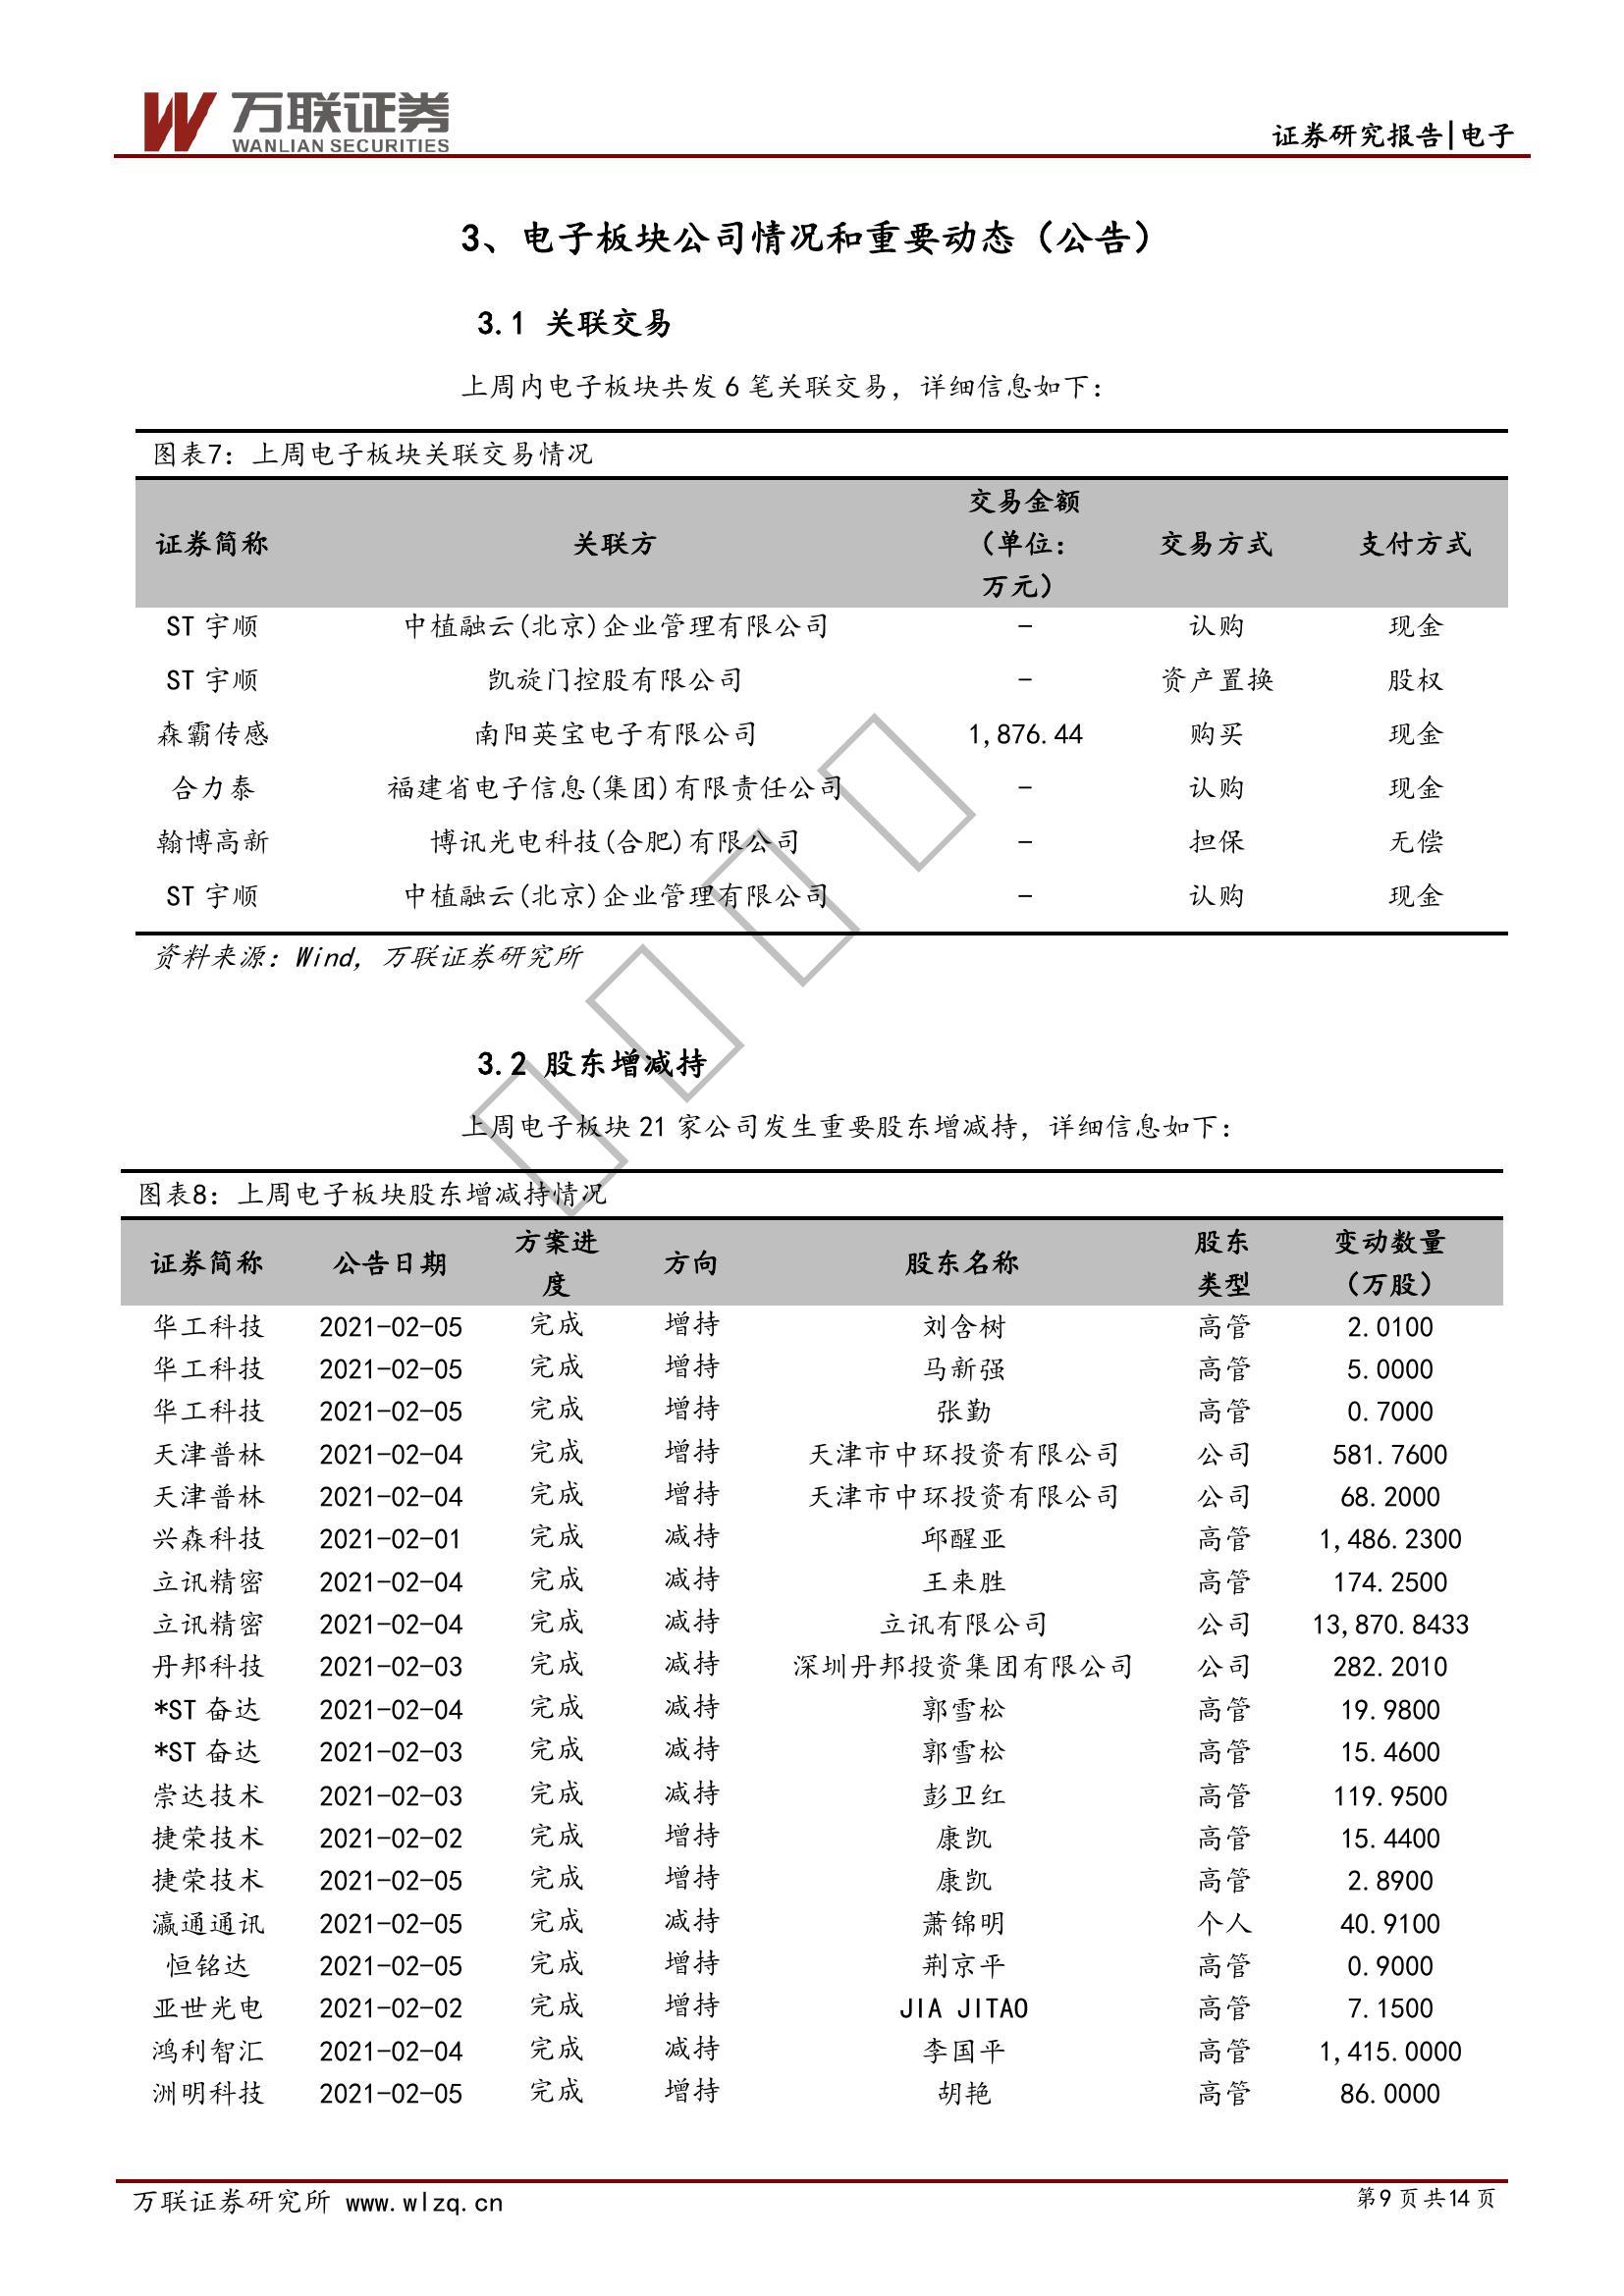 万联证券
WANLIAN SECURITIES
证券研究报告|电子
3、电子板块公司情况和重要动态（公告）
3.1 关联交易
上周内电子板块共发 6 笔关联交易，详细信息如下：
图表7：上周电子板块关联交易情况
证券简称 关联方 交易金额（单位：万元） 交易方式 支付方式
ST 宇顺 中植融云(北京)企业管理有限公司 - 认购 现金
ST 宇顺 凯旋门控股有限公司 - 资产置换 股权
森霸传感 南阳英宝电子有限公司 1,876.44 购买 现金
合力泰 福建省电子信息(集团)有限责任公司 - 认购 现金
翰博高新 博讯光电科技(合肥)有限公司 - 担保 无偿
ST 宇顺 中植融云(北京)企业管理有限公司 - 认购 现金
资料来源：Wind，万联证券研究所
3.2 股东增减持
上周电子板块 21 家公司发生重要股东增减持，详细信息如下：
图表8：上周电子板块股东增减持情况
证券简称 公告日期 方案进度 方向 股东名称 股东类型 变动数量（万股）
华工科技 2021-02-05 完成 增持 刘含树 高管 2.0100
华工科技 2021-02-05 完成 增持 马新强 高管 5.0000
华工科技 2021-02-05 完成 增持 张勤 高管 0.7000
天津普林 2021-02-04 完成 增持 天津市中环投资有限公司 公司 581.7600
天津普林 2021-02-04 完成 增持 天津市中环投资有限公司 公司 68.2000
兴森科技 2021-02-01 完成 减持 邱醒亚 高管 1,486.2300
立讯精密 2021-02-04 完成 减持 王来胜 高管 174.2500
立讯精密 2021-02-04 完成 减持 立讯有限公司 公司 13,870.8433
丹邦科技 2021-02-03 完成 减持 深圳丹邦投资集团有限公司 公司 282.2010
*ST 奋达 2021-02-04 完成 减持 郭雪松 高管 19.9800
*ST 奋达 2021-02-03 完成 减持 郭雪松 高管 15.4600
崇达技术 2021-02-03 完成 减持 彭卫红 高管 119.9500
捷荣技术 2021-02-02 完成 增持 康凯 高管 15.4400
捷荣技术 2021-02-05 完成 增持 康凯 高管 2.8900
瀛通通讯 2021-02-05 完成 减持 萧锦明 个人 40.9100
恒铭达 2021-02-05 完成 增持 荆京平 高管 0.9000
亚世光电 2021-02-02 完成 增持 JIA JITAO 高管 7.1500
鸿利智汇 2021-02-04 完成 减持 李国平 高管 1,415.0000
洲明科技 2021-02-05 完成 增持 胡艳 高管 86.0000
万联证券研究所 www.wlzq.cn
第9页共14页